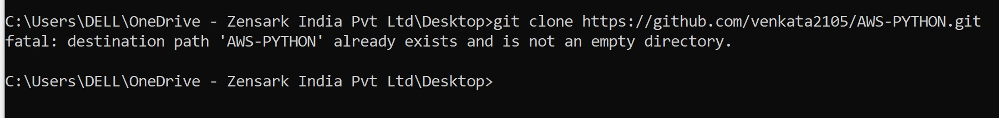 C:\Users\DELL\OneDrive - Zensark India Pvt Ltd\Desktop>git clone https://github.com/venkata2105/AWS-PYTHON.git
fatal: destination path 'AWS-PYTHON' already exists and is not an empty directory.
C:\Users\DELL\OneDrive - Zensark India Pvt Ltd\Desktop>